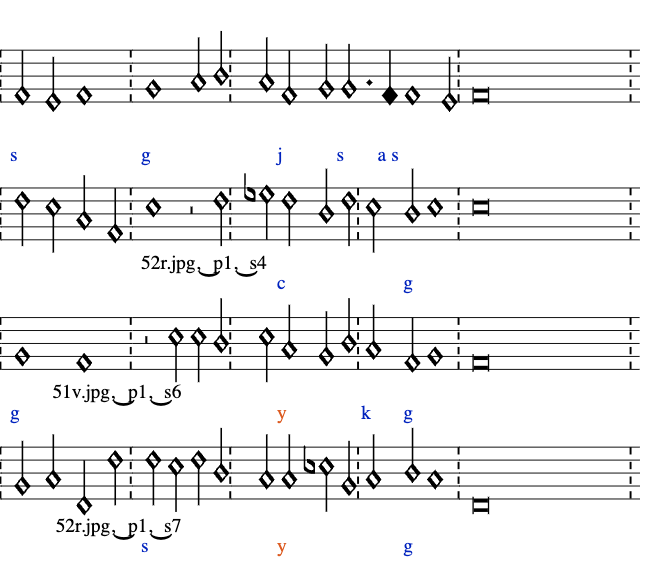 s g j s a s
52r.jpg, p1, s4
c g
51v.jpg, p1, s6
g y k g
52r.jpg, p1, s7
s y g